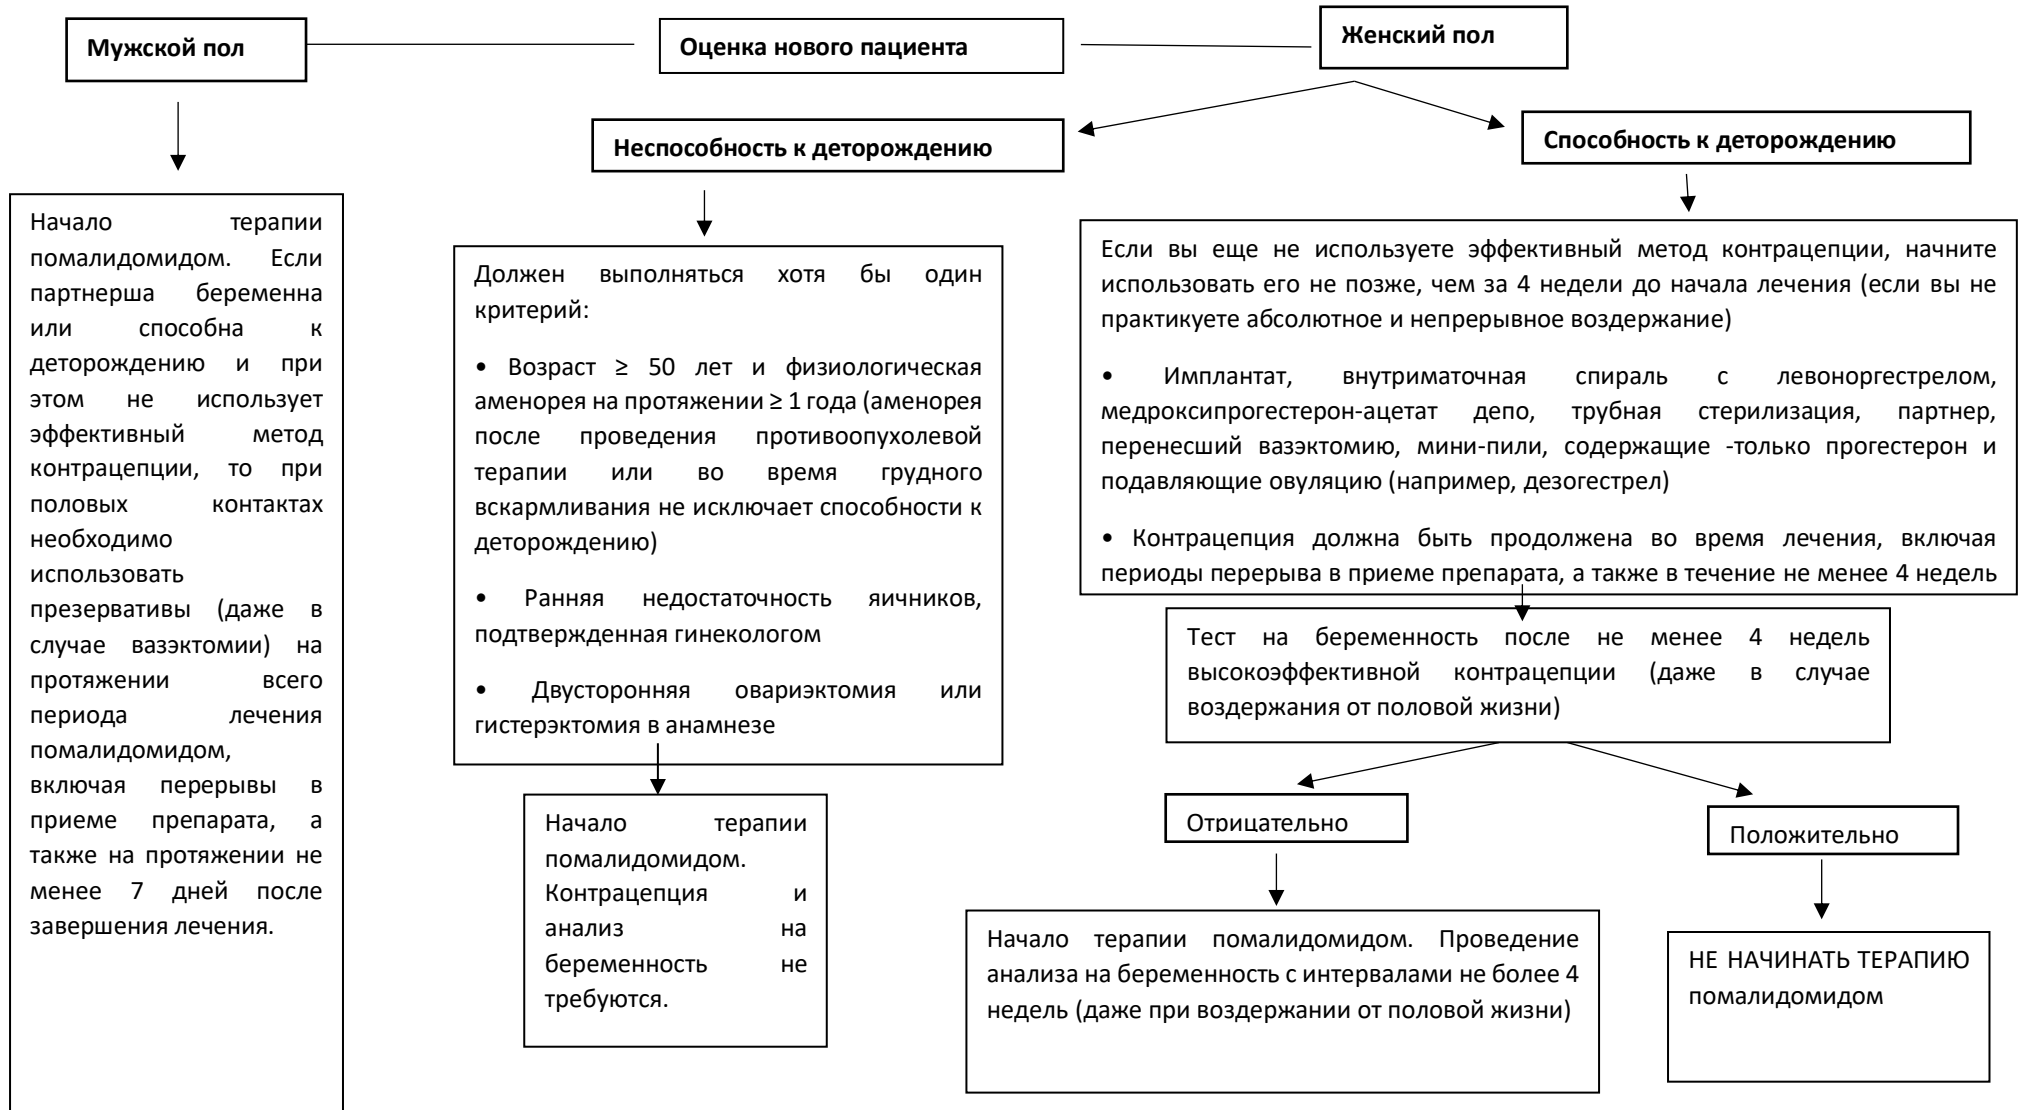 Мужской пол
Оценка нового пациента
Женский пол
Неспособность к деторождению
Способность к деторождению
Начало терапии
помалидомидом. Если
партнерша беременна
или способна к
деторождению и при
этом не использует
эффективный метод
контрацепции, то при
половых контактах
необходимо
использовать
презервативы (даже в
случае вазэктомии) на
протяжении всего
периода лечения
помалидомидом,
включая перерывы в
приеме препарата, а
также на протяжении не
менее 7 дней после
завершения лечения.
Должен выполняться хотя бы один
критерий:
• Возраст ≥ 50 лет и физиологическая
аменорея на протяжении ≥ 1 года (аменорея
после проведения противоопухолевой
терапии или во время грудного
вскармливания не исключает способности к
деторождению)
• Ранняя недостаточность яичников,
подтвержденная гинекологом
• Двусторонняя овариэктомия или
гистерэктомия в анамнезе
Начало терапии
помалидомидом.
Контрацепция и
анализ на
беременность не
требуются.
Если вы еще не используете эффективный метод контрацепции, начните
использовать его не позже, чем за 4 недели до начала лечения (если вы не
практикуете абсолютное и непрерывное воздержание)
• Имплантат, внутриматочная спираль с левоноргестрелом,
медроксипрогестерон-ацетат депо, трубная стерилизация, партнер,
перенесший вазэктомию, мини-пили, содержащие -только прогестерон и
подавляющие овуляцию (например, дезогестрел)
• Контрацепция должна быть продолжена во время лечения, включая
периоды перерыва в приеме препарата, а также в течение не менее 4 недель
Тест на беременность после не менее 4 недель
высокоэффективной контрацепции (даже в случае
воздержания от половой жизни)
Отрицательно
Положительно
Начало терапии помалидомидом. Проведение
анализа на беременность с интервалами не более 4
недель (даже при воздержании от половой жизни)
НЕ НАЧИНАТЬ ТЕРАПИЮ
помалидомидом